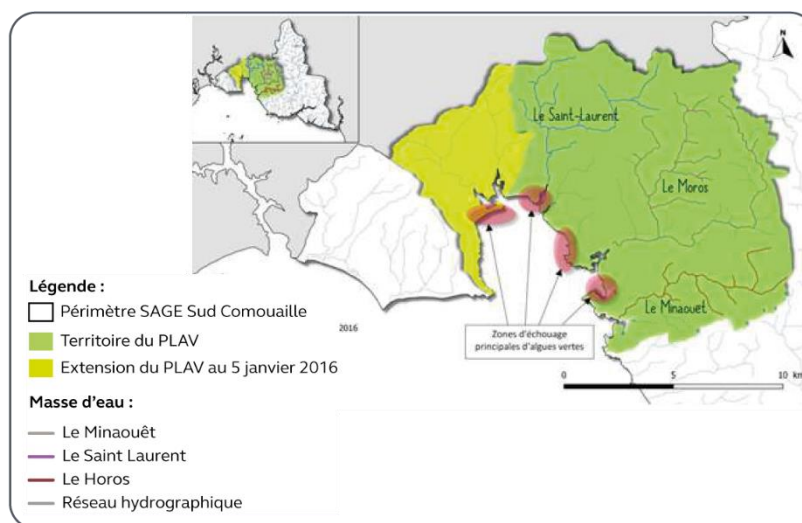 N
Le Saint-Laurent
Le Moros
Le Minaouet
Zones d'échouage
principales d'algues vertes
2016
0 5 10 km
Légende :
Périmètre SAGE Sud Comouaille
Territoire du PLAV
Extension du PLAV au 5 janvier 2016
Masse d'eau :
Le Minaouêt
Le Saint Laurent
Le Horos
Réseau hydrographique